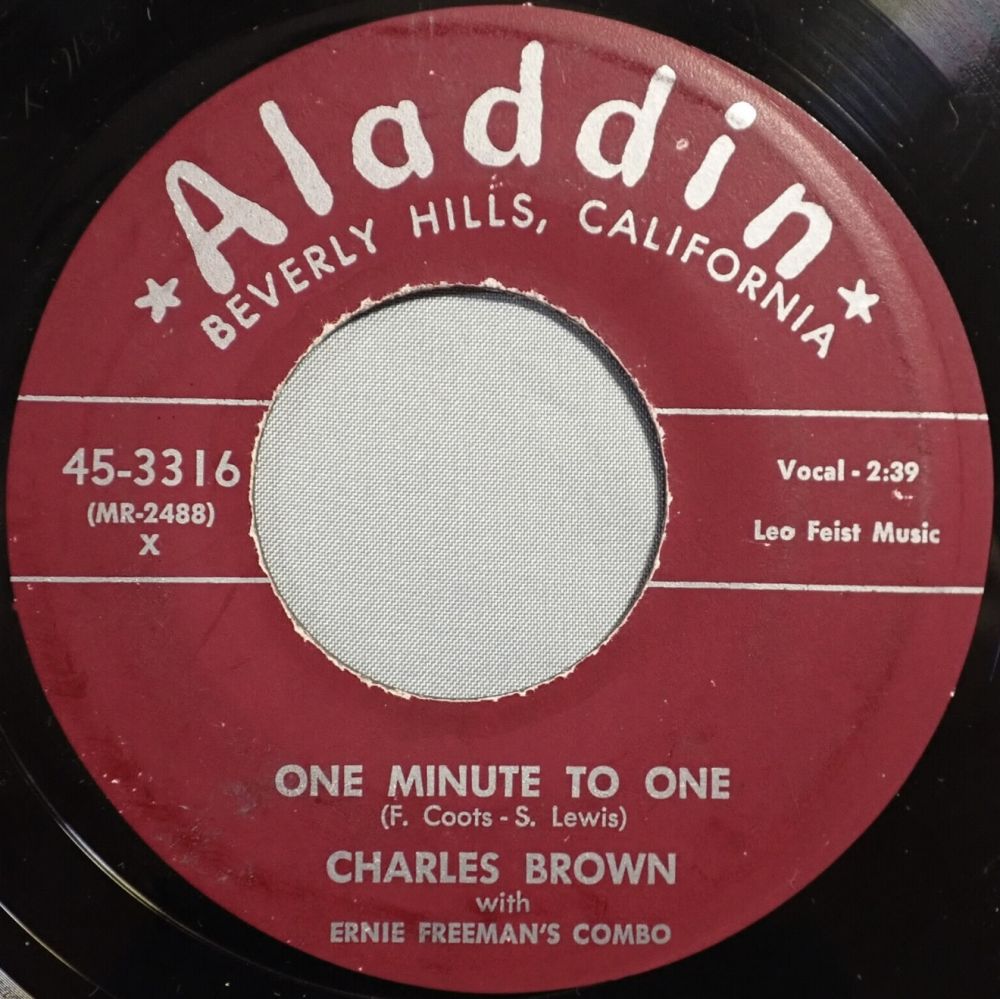 Aladdin
BEVERLY HILLS, CALIFORNIA
45-3316
(MR-2488)
X
Vocal - 2:39
Leo Feist Music
ONE MINUTE TO ONE
(F. Coots - S. Lewis)
CHARLES BROWN
with
ERNIE FREEMAN'S COMBO